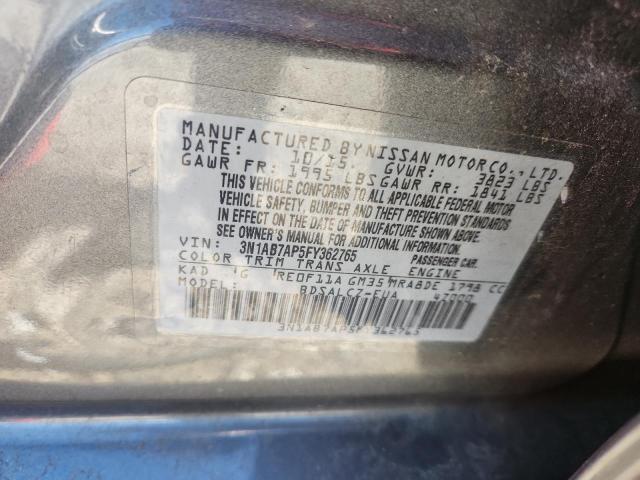 MANUFACTURED BY NISSAN MOTOR CO., LTD.
DATE: 10/15 GVWR: 3823 LBS
GAWR FR: 1995 LBS GAWR RR: 1841 LBS
THIS VEHICLE CONFORMS TO ALL APPLICABLE FEDERAL MOTOR
VEHICLE SAFETY, BUMPER AND THEFT PREVENTION STANDARDS
IN EFFECT ON THE DATE OF MANUFACTURE SHOWN ABOVE.
SEE OWNER'S MANUAL FOR ADDITIONAL INFORMATION.
VIN: 3N1AB7AP5FY362765 PASSENGER CAR.
COLOR TRIM TRANS AXLE ENGINE
KAD G RE0F11A GM35 MRA8DE 1798 CC
MODEL: BDSALCZ-EUA 47000
3N1AB7AP5FY362765